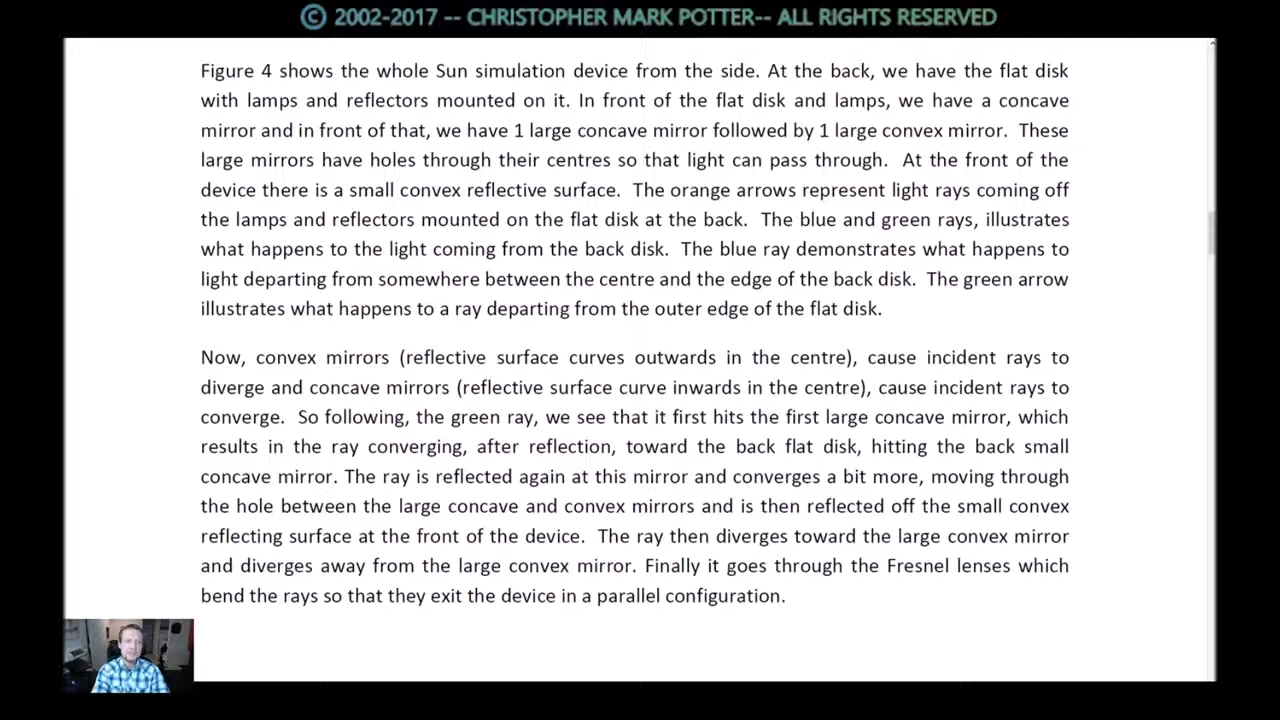 © 2002-2017 -- CHRISTOPHER MARK POTTER-- ALL RIGHTS RESERVED
Figure 4 shows the whole Sun simulation device from the side. At the back, we have the flat disk
with lamps and reflectors mounted on it. In front of the flat disk and lamps, we have a concave
mirror and in front of that, we have 1 large concave mirror followed by 1 large convex mirror. These
large mirrors have holes through their centres so that light can pass through. At the front of the
device there is a small convex reflective surface. The orange arrows represent light rays coming off
the lamps and reflectors mounted on the flat disk at the back. The blue and green rays, illustrates
what happens to the light coming from the back disk. The blue ray demonstrates what happens to
light departing from somewhere between the centre and the edge of the back disk. The green arrow
illustrates what happens to a ray departing from the outer edge of the flat disk.
Now, convex mirrors (reflective surface curves outwards in the centre), cause incident rays to
diverge and concave mirrors (reflective surface curve inwards in the centre), cause incident rays to
converge. So following, the green ray, we see that it first hits the first large concave mirror, which
results in the ray converging, after reflection, toward the back flat disk, hitting the back small
concave mirror. The ray is reflected again at this mirror and converges a bit more, moving through
the hole between the large concave and convex mirrors and is then reflected off the small convex
reflecting surface at the front of the device. The ray then diverges toward the large convex mirror
and diverges away from the large convex mirror. Finally it goes through the Fresnel lenses which
bend the rays so that they exit the device in a parallel configuration.